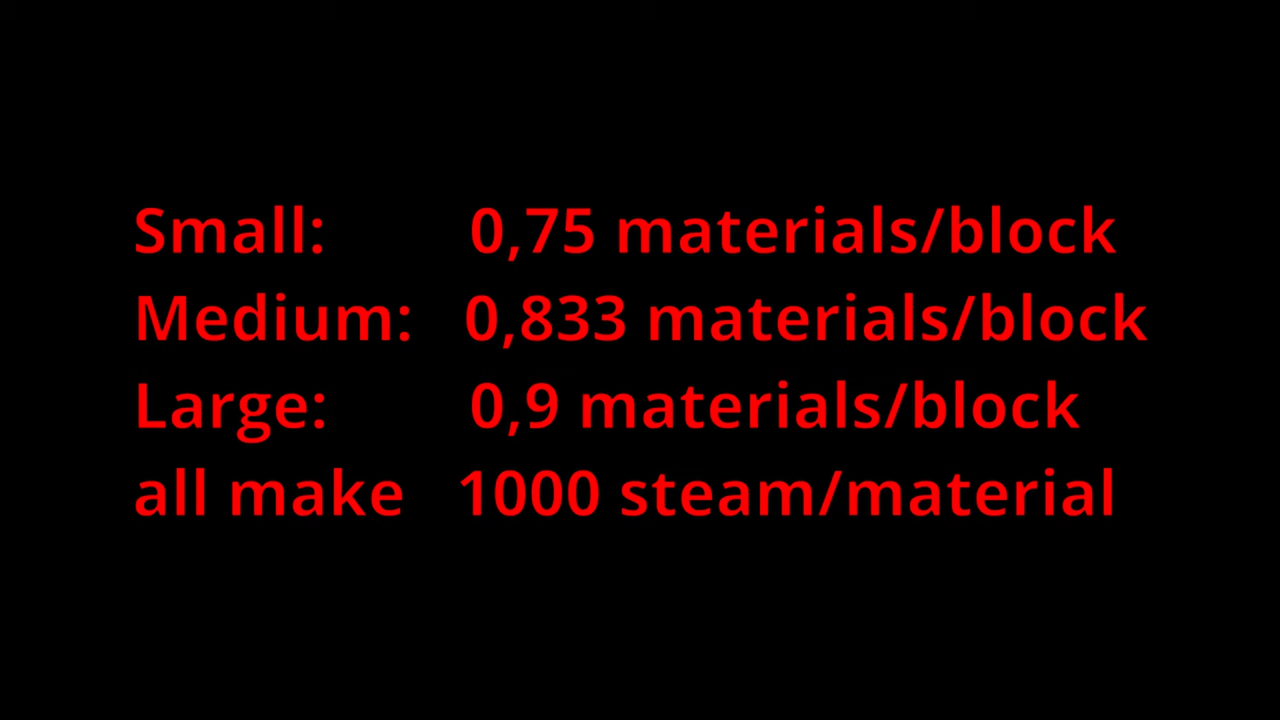 Small: 0,75 materials/block
Medium: 0,833 materials/block
Large: 0,9 materials/block
all make 1000 steam/material